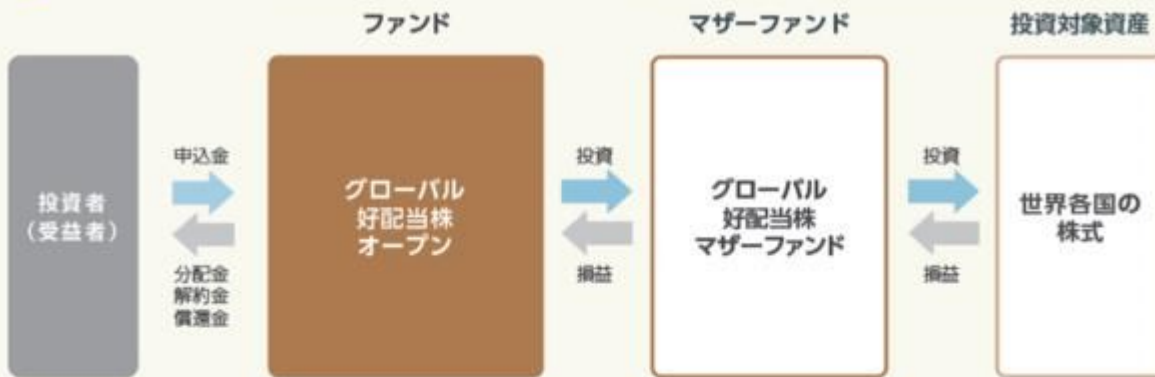 ファンド
マザーファンド
投資対象資産
投資者
（受益者）
申込金
分配金
解約金
償還金
グローバル
好配当株
オープン
投資
損益
グローバル
好配当株
マザーファンド
投資
損益
世界各国の
株式